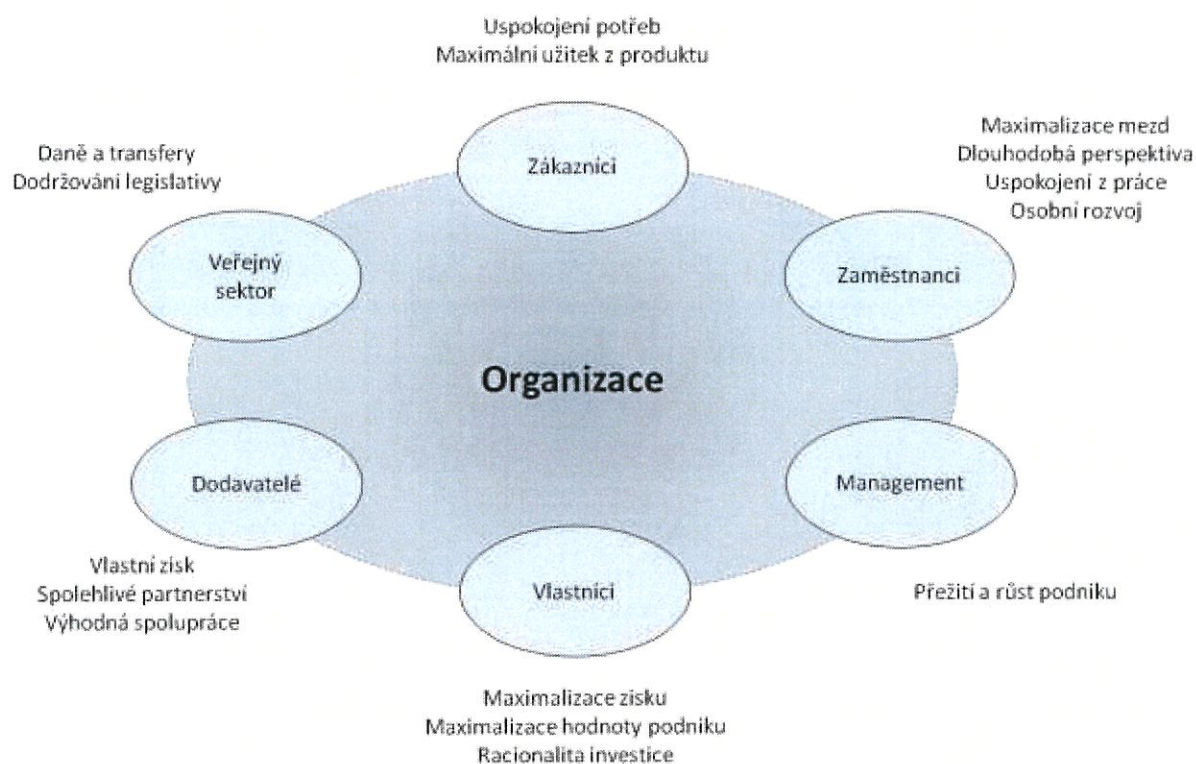 Uspokojení potřeb
Maximální užitek z produktu
Zákazníci
Maximalizace mezd
Dlouhodobá perspektiva
Uspokojení z práce
Osobní rozvoj
Daně a transfery
Dodržování legislativy
Veřejný
sektor
Zaměstnanci
Organizace
Dodavatelé
Management
Vlastní zisk
Spolehlivé partnerství
Výhodná spolupráce
Vlastníci
Přežití a růst podniku
Maximalizace zisku
Maximalizace hodnoty podniku
Racionalita investice